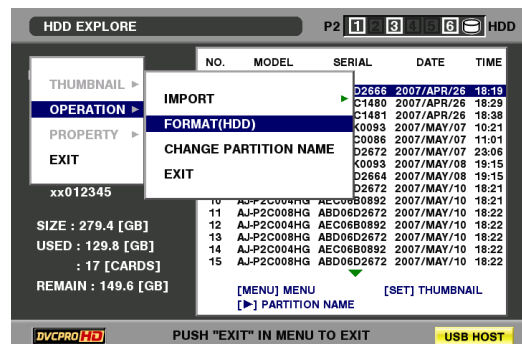 HDD EXPLORE
P2 1 2 3 4 5 6 HDD
NO. MODEL SERIAL DATE TIME
THUMBNAIL ▶
OPERATION ▶
PROPERTY ▶
EXIT
IMPORT ▶
FORMAT(HDD)
CHANGE PARTITION NAME
EXIT
D2666 2007/APR/26 18:19
C1480 2007/APR/26 18:29
C1481 2007/APR/26 18:38
K0093 2007/MAY/07 10:21
C0086 2007/MAY/07 11:01
D2672 2007/MAY/07 23:06
K0093 2007/MAY/08 19:15
D2664 2007/MAY/08 19:15
D2672 2007/MAY/10 18:21
10 AJ-P2C004HG AEC06B0892 2007/MAY/10 18:21
11 AJ-P2C008HG ABD06D2672 2007/MAY/10 18:22
12 AJ-P2C004HG AEC06B0892 2007/MAY/10 18:22
13 AJ-P2C008HG ABD06D2672 2007/MAY/10 18:22
14 AJ-P2C004HG AEC06B0892 2007/MAY/10 18:22
15 AJ-P2C008HG ABD06D2672 2007/MAY/10 18:22
xx012345
SIZE : 279.4 [GB]
USED : 129.8 [GB]
: 17 [CARDS]
REMAIN : 149.6 [GB]
[MENU] MENU [SET] THUMBNAIL
[▶] PARTITION NAME
DVCPRO HD
PUSH "EXIT" IN MENU TO EXIT
USB HOST